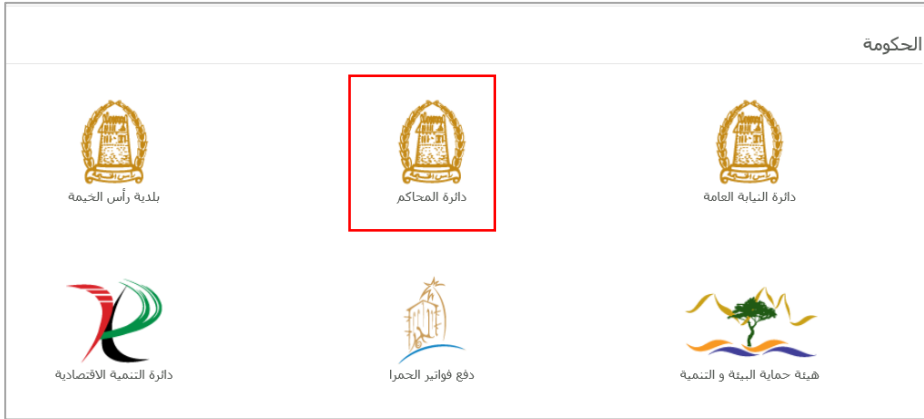 الحكومة
دائرة النيابة العامة
دائرة المحاكم
بلدية رأس الخيمة
هيئة حماية البيئة و التنمية
دفع فواتير الحمرا
دائرة التنمية الاقتصادية